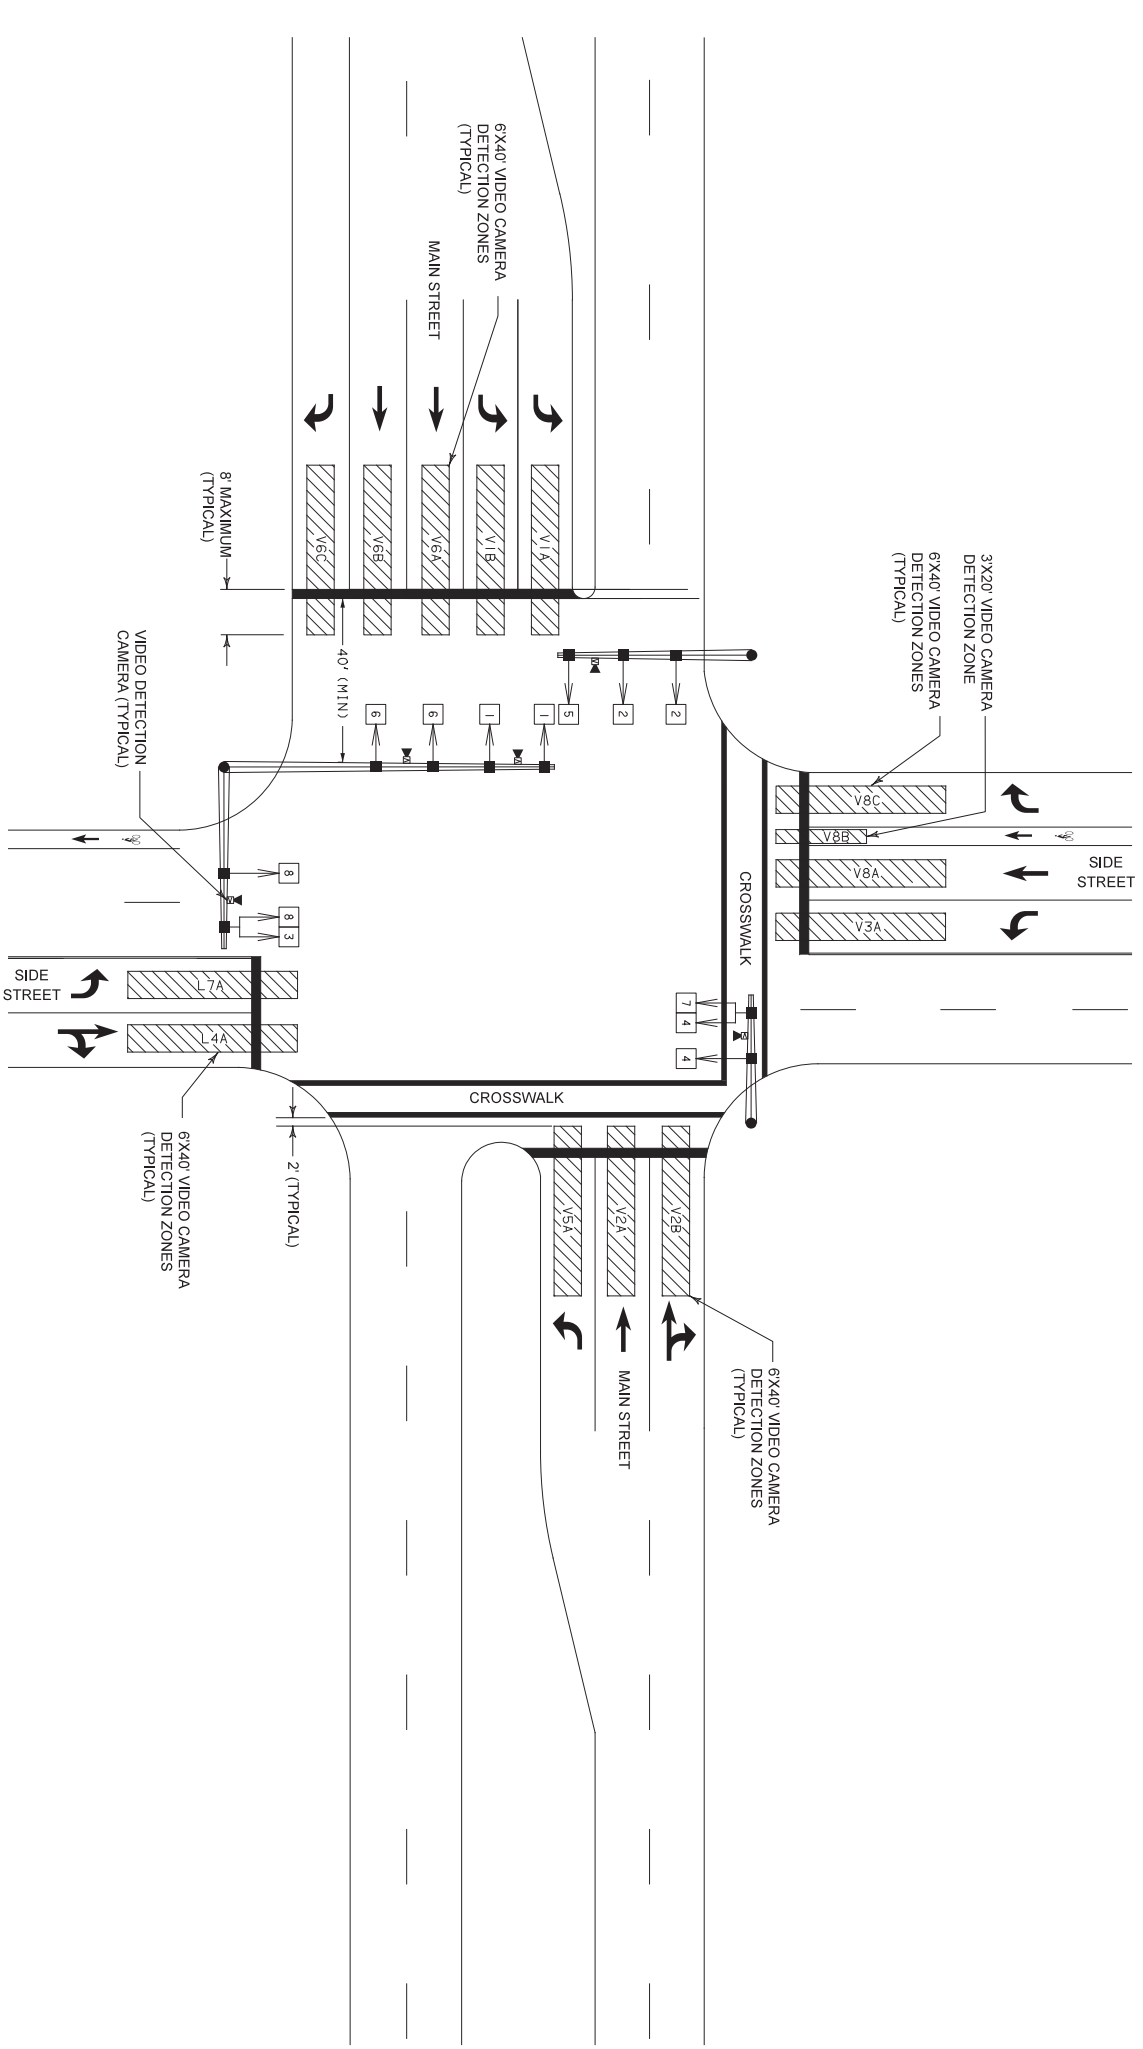 6'X40' VIDEO CAMERA
DETECTION ZONES
(TYPICAL)
MAIN STREET
8' MAXIMUM
(TYPICAL)
V6C
V6B
V6A
V1B
V1A
40' (MIN)
VIDEO DETECTION
CAMERA (TYPICAL)
3'X20' VIDEO CAMERA
DETECTION ZONE
6'X40' VIDEO CAMERA
DETECTION ZONES
(TYPICAL)
5
2
2
6
6
1
1
V8C
V8B
V8A
V3A
SIDE
STREET
CROSSWALK
8
8
3
7
4
4
SIDE
STREET
L7A
L4A
CROSSWALK
6'X40' VIDEO CAMERA
DETECTION ZONES
(TYPICAL)
2' (TYPICAL)
V5A
V2A
V2B
MAIN STREET
6'X40' VIDEO CAMERA
DETECTION ZONES
(TYPICAL)